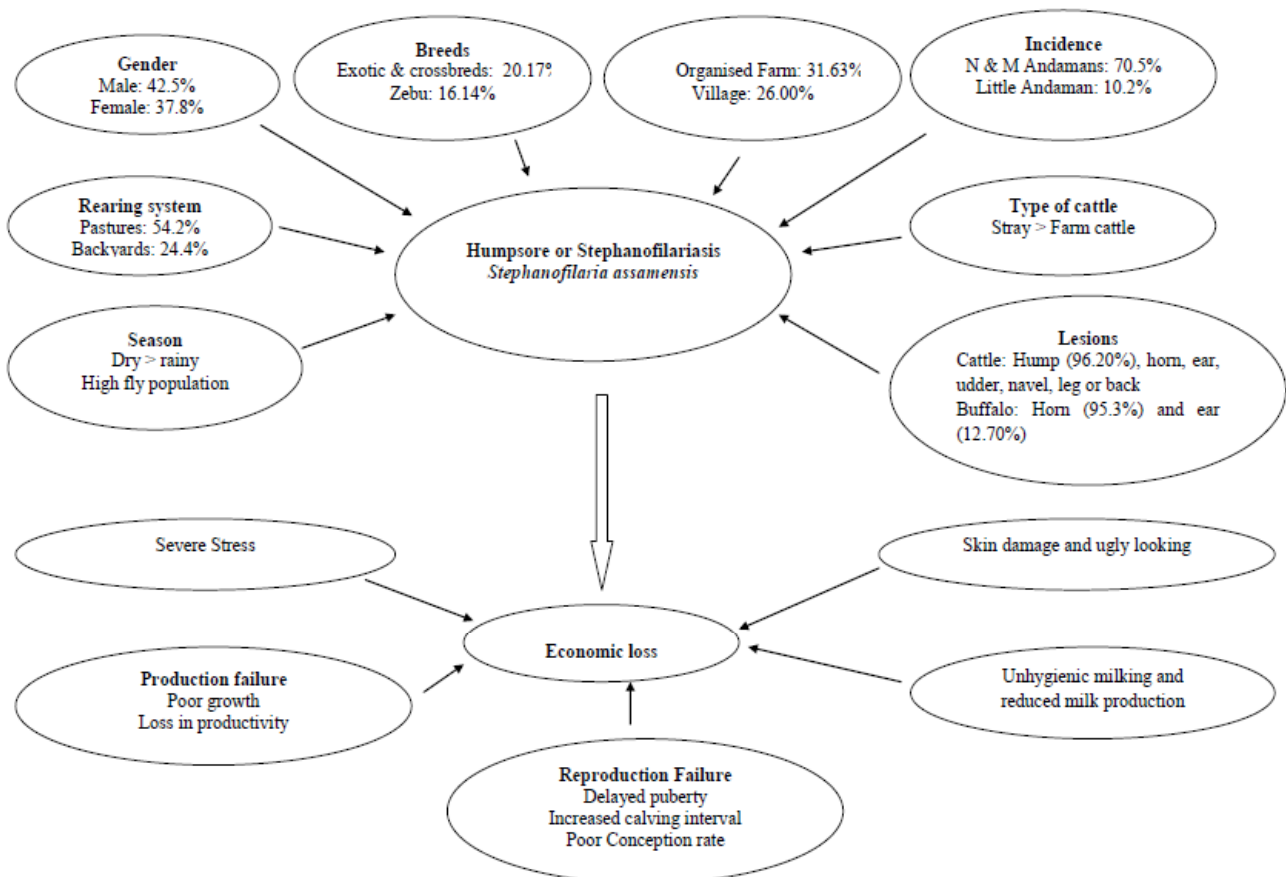 Gender
Male: 42.5%
Female: 37.8%
Breeds
Exotic & crossbreds: 20.17%
Zebu: 16.14%
Organised Farm: 31.63%
Village: 26.00%
Incidence
N & M Andamans: 70.5%
Little Andaman: 10.2%
Rearing system
Pastures: 54.2%
Backyards: 24.4%
Humpsore or Stephanofilariasis
Stephanofilaria assamensis
Type of cattle
Stray > Farm cattle
Season
Dry > rainy
High fly population
Lesions
Cattle: Hump (96.20%), horn, ear,
udder, navel, leg or back
Buffalo: Horn (95.3%) and ear
(12.70%)
Severe Stress
Skin damage and ugly looking
Economic loss
Production failure
Poor growth
Loss in productivity
Unhygienic milking and
reduced milk production
Reproduction Failure
Delayed puberty
Increased calving interval
Poor Conception rate